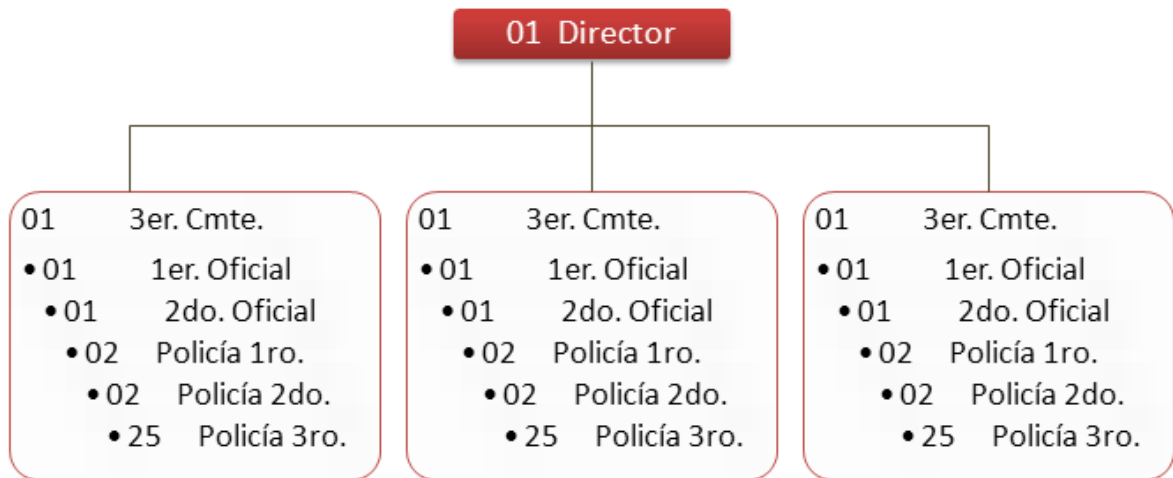 01 Director
01 3er. Cmte.
• 01 1er. Oficial
• 01 2do. Oficial
• 02 Policía 1ro.
• 02 Policía 2do.
• 25 Policía 3ro.
01 3er. Cmte.
• 01 1er. Oficial
• 01 2do. Oficial
• 02 Policía 1ro.
• 02 Policía 2do.
• 25 Policía 3ro.
01 3er. Cmte.
• 01 1er. Oficial
• 01 2do. Oficial
• 02 Policía 1ro.
• 02 Policía 2do.
• 25 Policía 3ro.